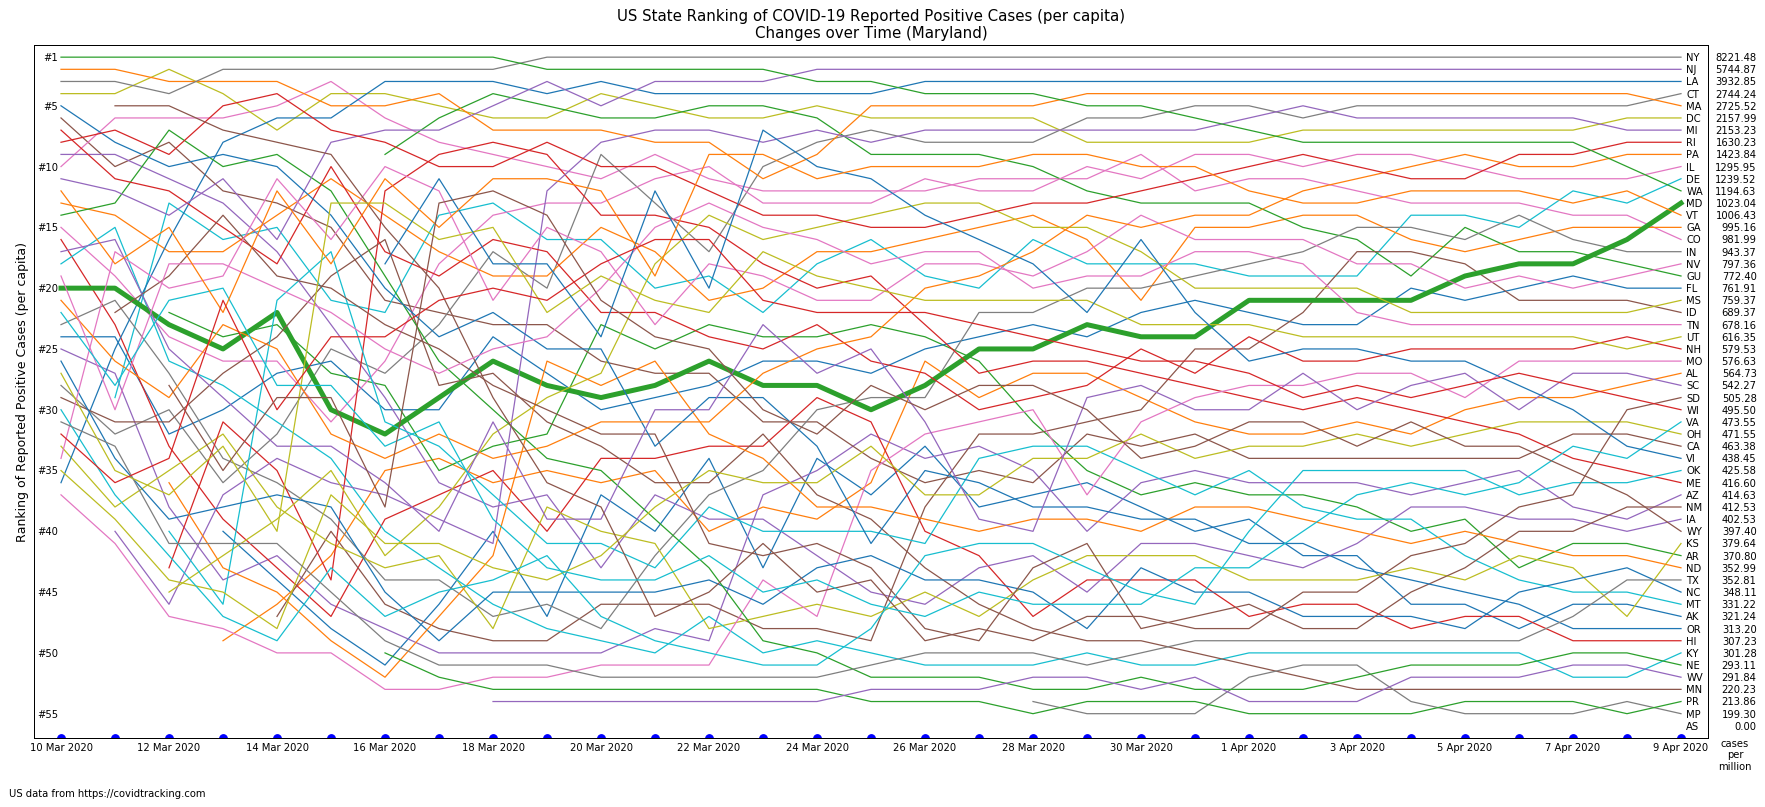 US State Ranking of COVID-19 Reported Positive Cases (per capita)
Changes over Time (Maryland)
Ranking of Reported Positive Cases (per capita)
#1
#5
#10
#15
#20
#25
#30
#35
#40
#45
#50
#55
NY 8221.48
NJ 5744.87
LA 3932.85
CT 2744.24
MA 2725.52
DC 2157.99
MI 2153.23
RI 1630.23
PA 1423.84
IL 1295.95
DE 1239.52
WA 1194.63
MD 1023.04
VT 1006.43
GA 995.16
CO 981.99
IN 943.37
NV 797.36
GU 772.40
FL 761.91
MS 759.37
ID 689.37
TN 678.16
UT 616.35
NH 579.53
MO 576.63
AL 564.73
SC 542.27
SD 505.28
WI 495.50
VA 473.55
OH 471.55
CA 463.38
VI 438.45
OK 425.58
ME 416.60
AZ 414.63
NM 412.53
IA 402.53
WY 397.40
KS 379.64
AR 370.80
ND 352.99
TX 352.81
NC 348.11
MT 331.22
AK 321.24
OR 313.20
HI 307.23
KY 301.28
NE 293.11
WV 291.84
MN 220.23
PR 213.86
MP 199.30
AS 0.00
10 Mar 2020 12 Mar 2020 14 Mar 2020 16 Mar 2020 18 Mar 2020 20 Mar 2020 22 Mar 2020 24 Mar 2020 26 Mar 2020 28 Mar 2020 30 Mar 2020 1 Apr 2020 3 Apr 2020 5 Apr 2020 7 Apr 2020 9 Apr 2020
cases
per
million
US data from https://covidtracking.com